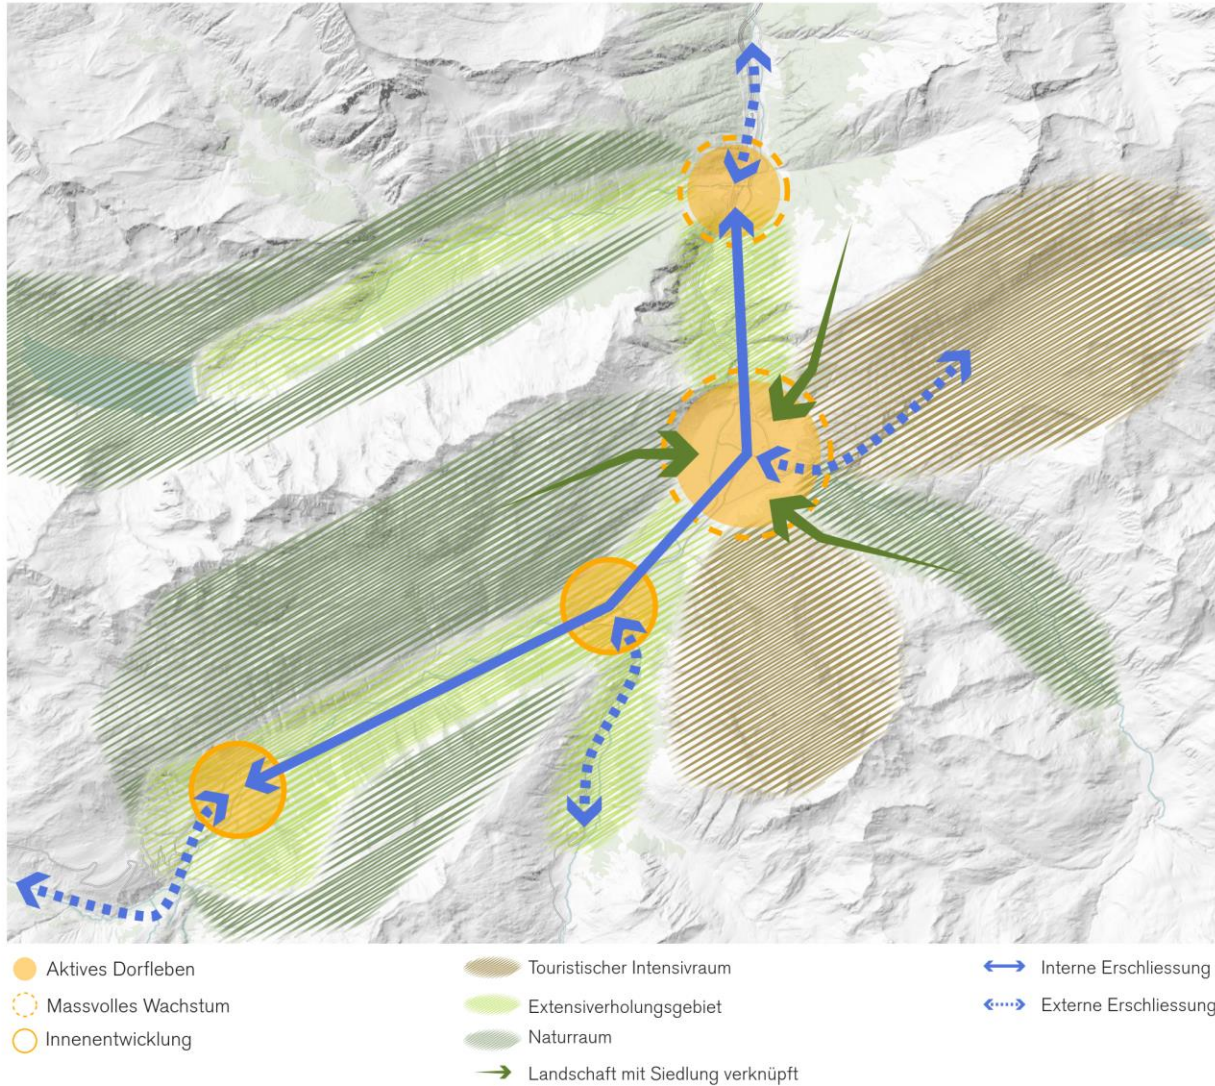 Aktives Dorfleben
Massvolles Wachstum
Innenentwicklung
Touristischer Intensivraum
Extensiverholungsgebiet
Naturraum
Landschaft mit Siedlung verknüpft
Interne Erschliessung
Externe Erschliessung